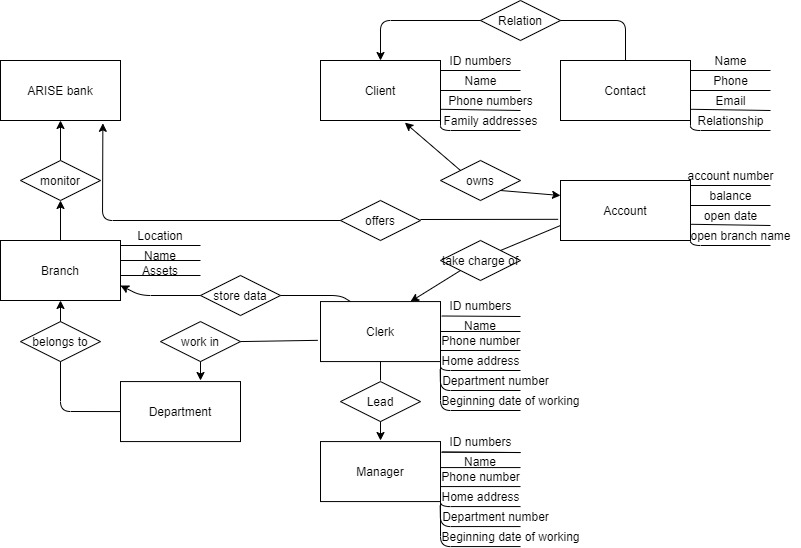 Relation
ID numbers
Name
Phone numbers
Family addresses
Name
Phone
Email
Relationship
ARISE bank
Client
Contact
monitor
owns
account number
balance
open date
open branch name
Account
offers
Location
Name
Assets
Branch
take charge of
store data
ID numbers
Name
Phone number
Home address
Department number
Beginning date of working
Clerk
belongs to
work in
Department
Lead
ID numbers
Name
Phone number
Home address
Department number
Beginning date of working
Manager